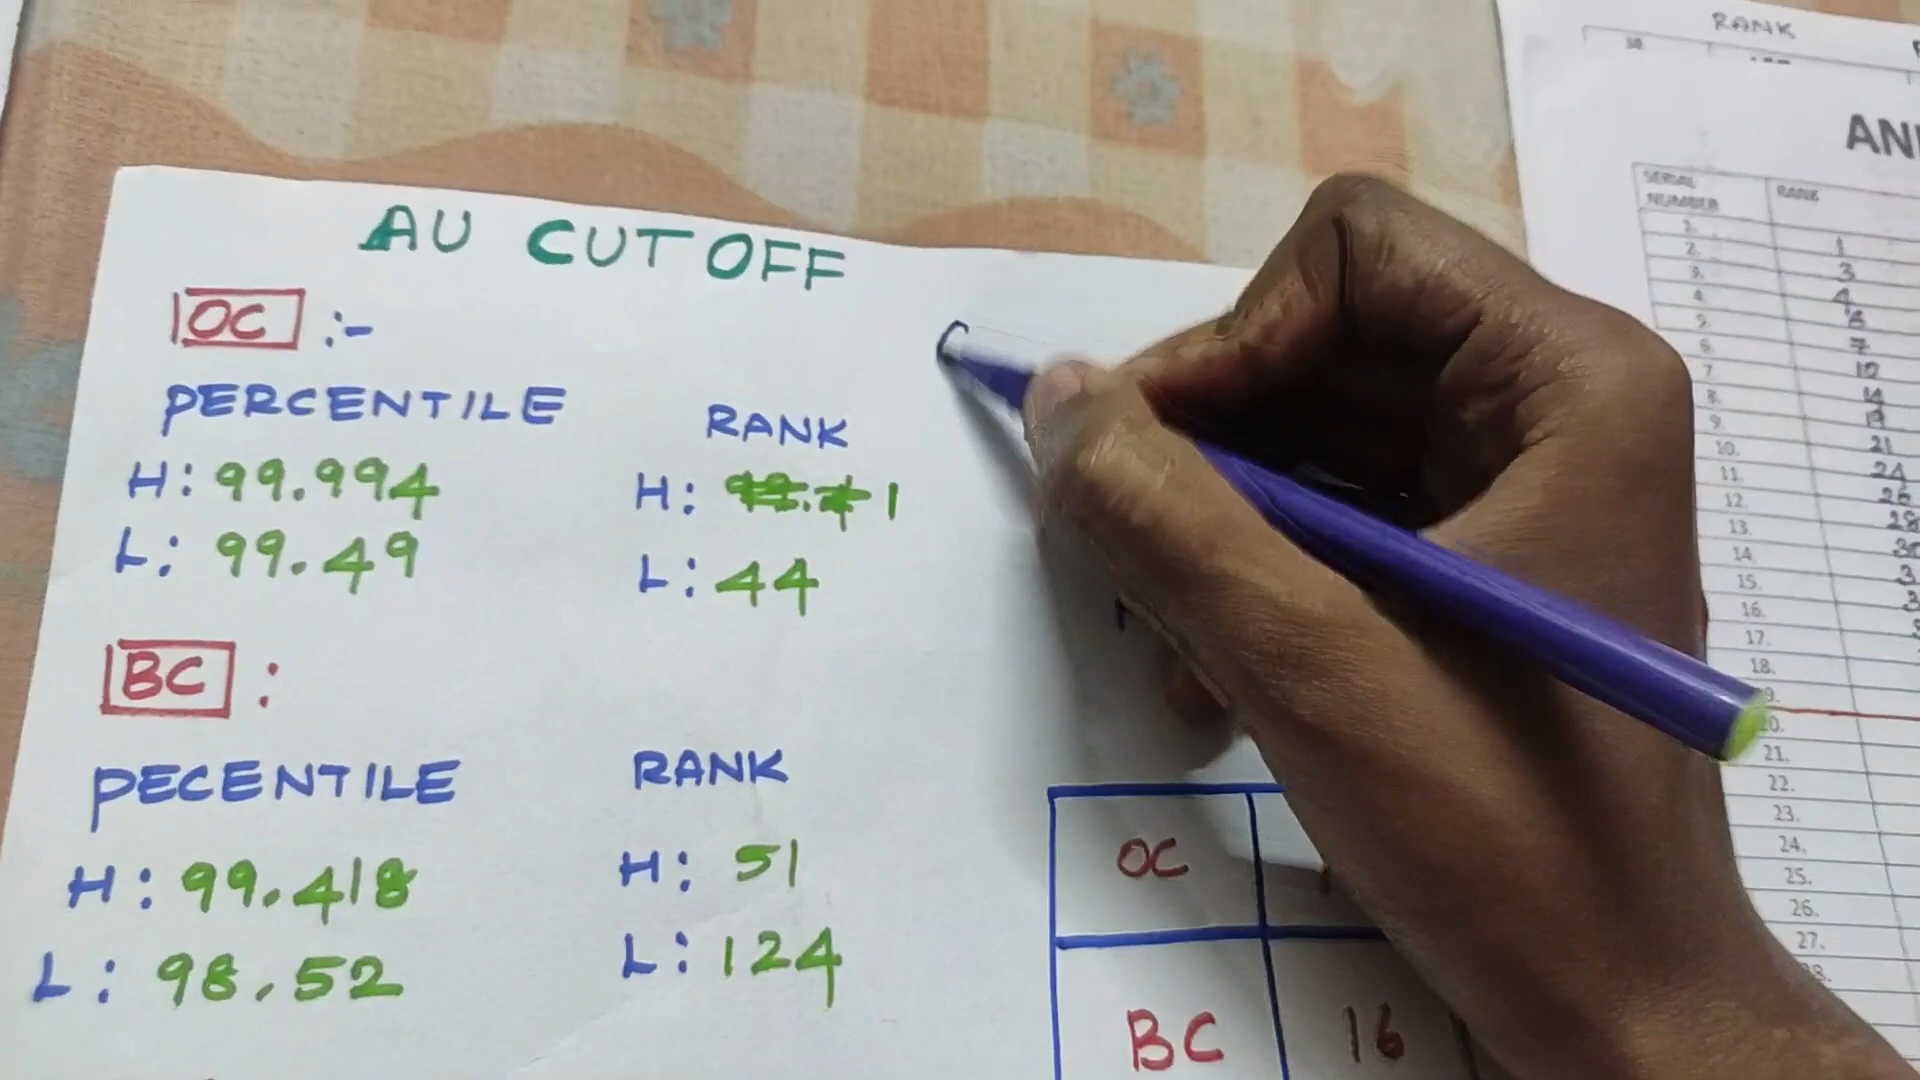 AU CUTOFF
OC :-
PERCENTILE RANK
H: 99.994 H: 1
L: 99.49 L: 44
BC :
PECENTILE RANK
H: 99.418 H: 51
L: 98.52 L: 124
OC
BC 16
RANK
SERIAL NUMBER RANK
1. 1
2. 3
3. 4
4.
5. 7
6. 10
7. 14
8. 19
9. 21
10. 24
11. 26
12. 28
13.
14.
15.
16.
17.
18.
20.
21.
22.
23.
24.
25.
26.
27.